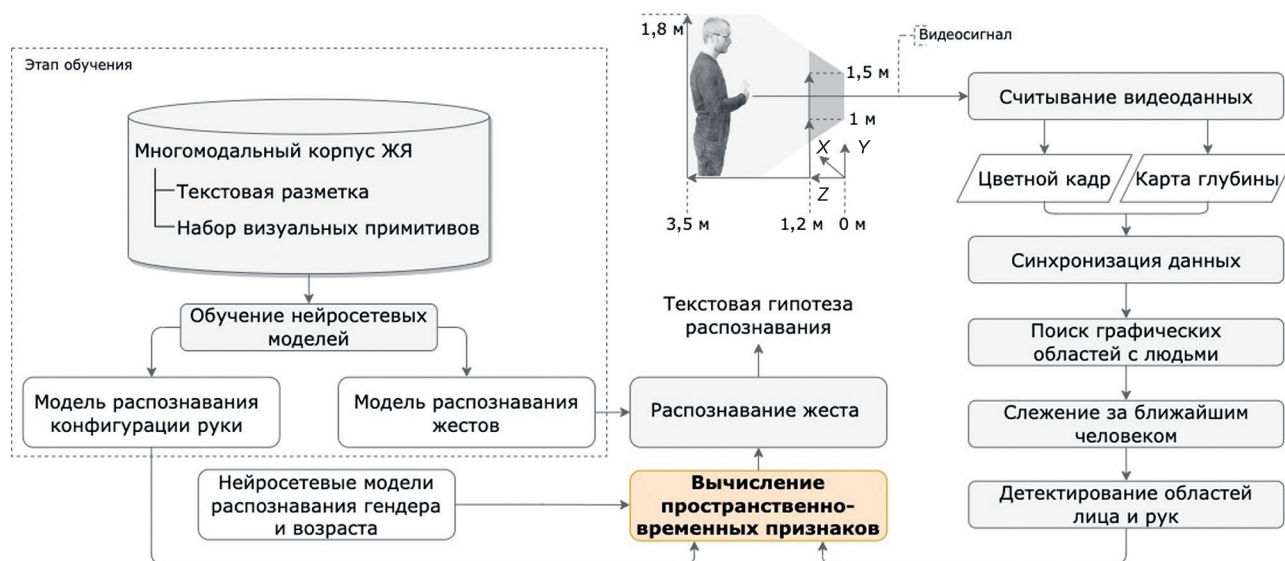 Этап обучения
Многомодальный корпус ЖЯ
Текстовая разметка
Набор визуальных примитивов
Обучение нейросетевых
моделей
Модель распознавания
конфигурации руки
Модель распознавания
жестов
Нейросетевые модели
распознавания гендера
и возраста
1,8 м
1,5 м
1 м
X
Y
Z
3,5 м
1,2 м
0 м
Видеосигнал
Текстовая гипотеза
распознавания
Распознавание жеста
Вычисление
пространственно-
временных признаков
Считывание видеоданных
Цветной кадр
Карта глубины
Синхронизация данных
Поиск графических
областей с людьми
Слежение за ближайшим
человеком
Детектирование областей
лица и рук